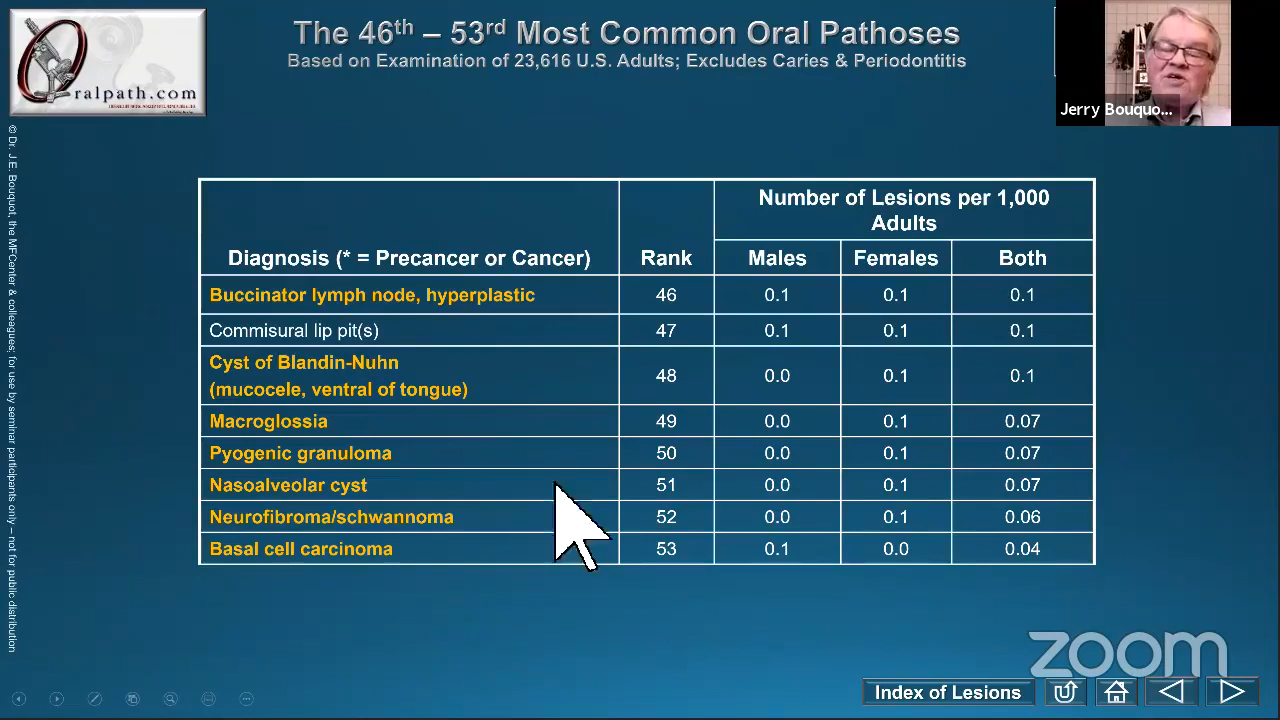 The 46th – 53rd Most Common Oral Pathoses
Based on Examination of 23,616 U.S. Adults; Excludes Caries & Periodontitis
Oralpath.com
Jerry Bouquo...
© Dr. J.E. Bouquot, the MFCenter & colleagues; for use by seminar participants only – not for public distribution
Number of Lesions per 1,000
Adults
Diagnosis (* = Precancer or Cancer) Rank Males Females Both
Buccinator lymph node, hyperplastic 46 0.1 0.1 0.1
Commisural lip pit(s) 47 0.1 0.1 0.1
Cyst of Blandin-Nuhn
(mucocele, ventral of tongue) 48 0.0 0.1 0.1
Macroglossia 49 0.0 0.1 0.07
Pyogenic granuloma 50 0.0 0.1 0.07
Nasoalveolar cyst 51 0.0 0.1 0.07
Neurofibroma/schwannoma 52 0.0 0.1 0.06
Basal cell carcinoma 53 0.1 0.0 0.04
zoom
Index of Lesions